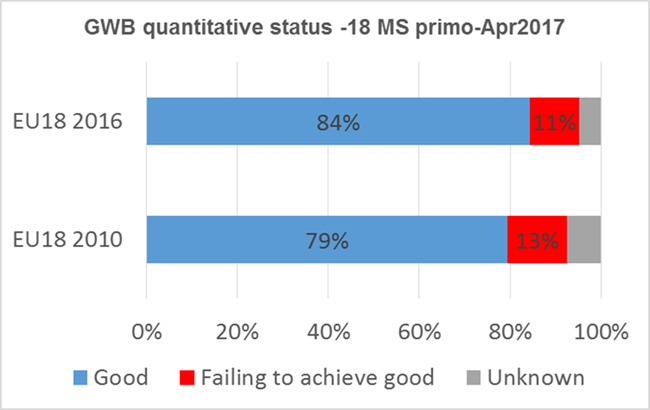 GWB quantitative status -18 MS primo-Apr2017
EU18 2016
84%
11%
EU18 2010
79%
13%
0%
20%
40%
60%
80%
100%
Good
Failing to achieve good
Unknown